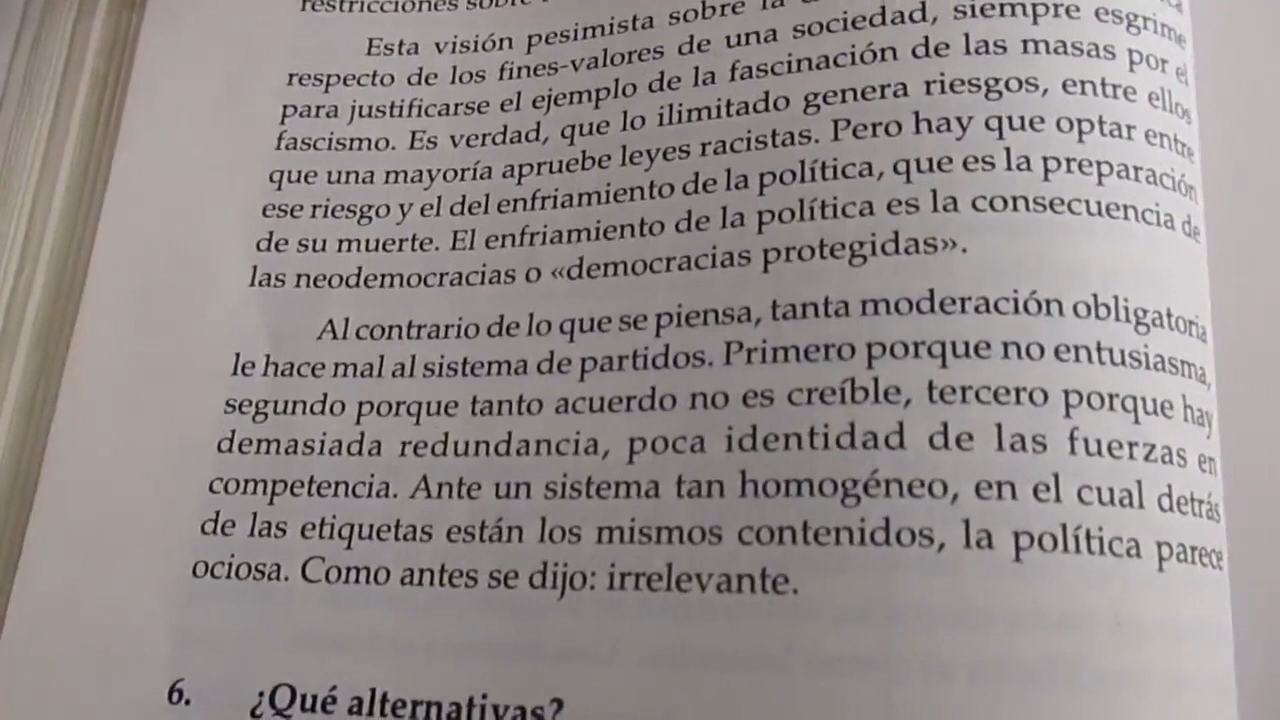 restricciones
Esta visión pesimista sobre la
respecto de los fines-valores de una sociedad, siempre esgrime
para justificarse el ejemplo de la fascinación de las masas por el
fascismo. Es verdad, que lo ilimitado genera riesgos, entre ellos
que una mayoría apruebe leyes racistas. Pero hay que optar entre
ese riesgo y el del enfriamiento de la política, que es la preparación
de su muerte. El enfriamiento de la política es la consecuencia de
las neodemocracias o «democracias protegidas».
Al contrario de lo que se piensa, tanta moderación obligatoria
le hace mal al sistema de partidos. Primero porque no entusiasma,
segundo porque tanto acuerdo no es creíble, tercero porque hay
demasiada redundancia, poca identidad de las fuerzas en
competencia. Ante un sistema tan homogéneo, en el cual detrás
de las etiquetas están los mismos contenidos, la política parece
ociosa. Como antes se dijo: irrelevante.
6. ¿Qué alternativas?